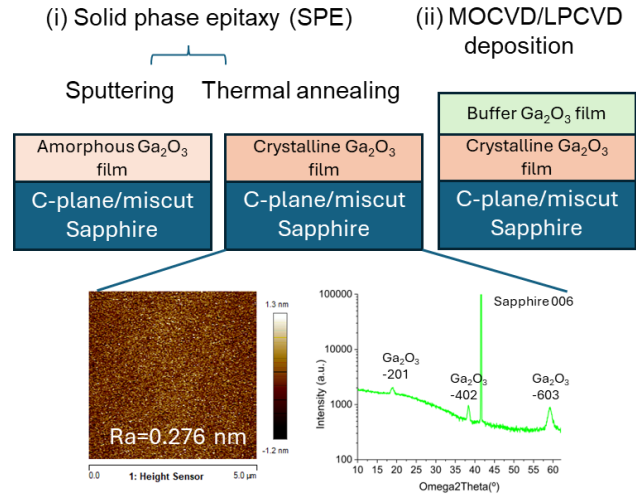 (i) Solid phase epitaxy (SPE)
(ii) MOCVD/LPCVD
deposition
Sputtering
Thermal annealing
Amorphous Ga₂O₃
film
C-plane/miscut
Sapphire
Crystalline Ga₂O₃
film
C-plane/miscut
Sapphire
Buffer Ga₂O₃ film
Crystalline Ga₂O₃
film
C-plane/miscut
Sapphire
1.3 nm
-1.2 nm
Ra=0.276 nm
0.0
1: Height Sensor
5.0 µm
Intensity (a.u.)
100000
10000
1000
100
Sapphire 006
Ga₂O₃
-201
Ga₂O₃
-402
Ga₂O₃
-603
10 15 20 25 30 35 40 45 50 55 60
Omega2Theta(º)